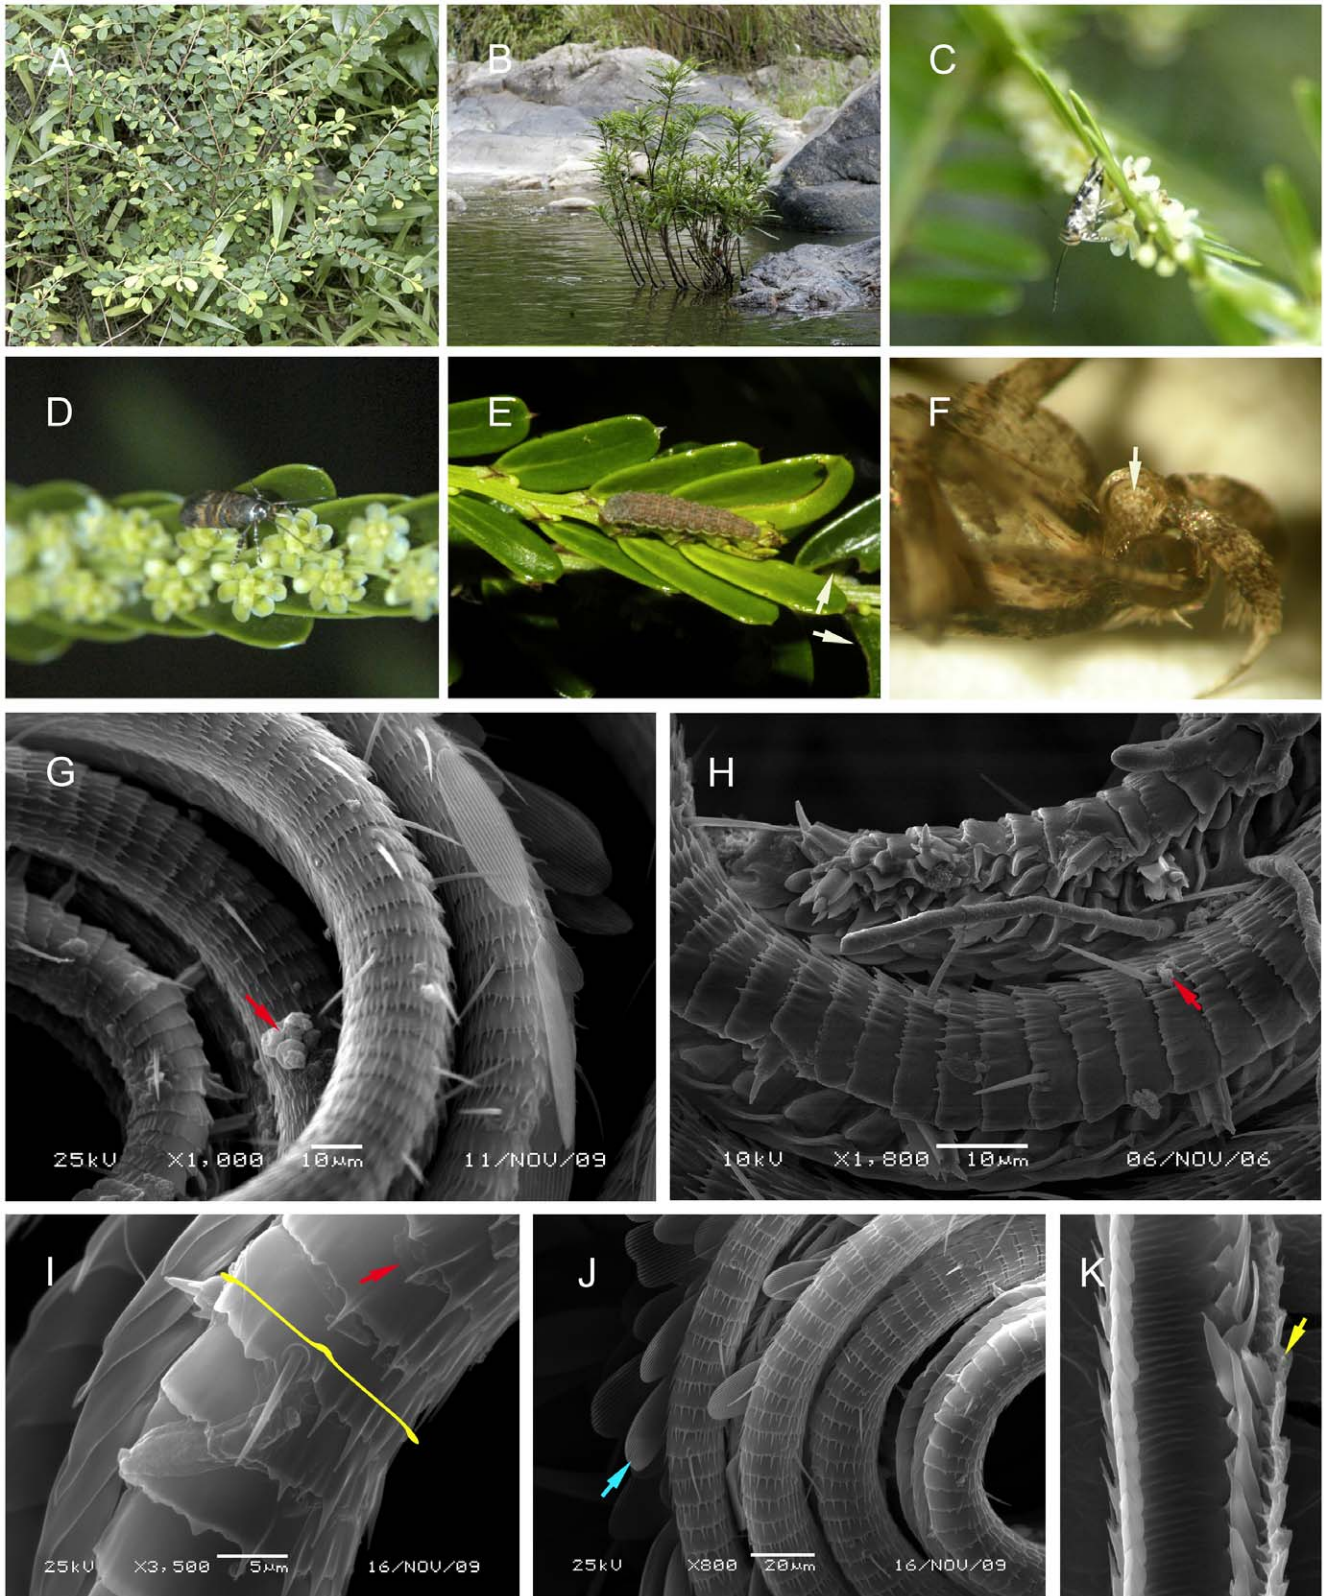 A
B
C
D
E
F
G
25kV X1,000 10µm 11/NOV/09
H
10kV X1,800 10µm 06/NOV/06
I
25kV X3,500 5µm 16/NOV/09
J
25kV X800 20µm 16/NOV/09
K